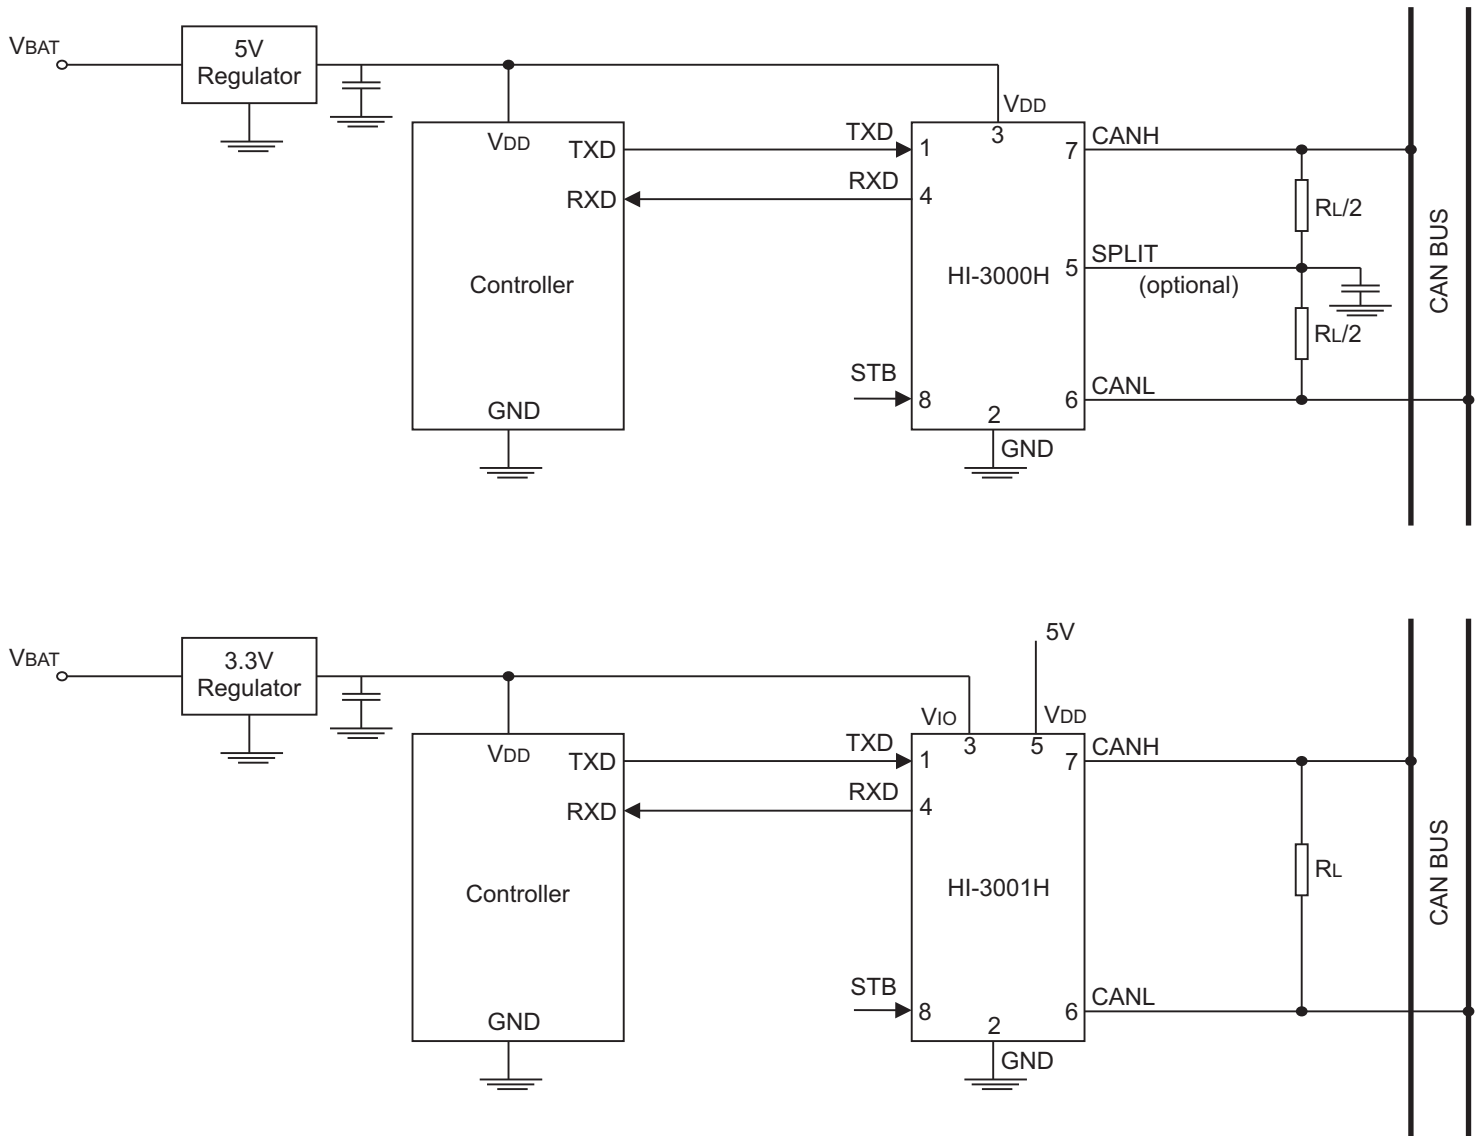 VBAT
5V
Regulator
VDD
TXD
RXD
Controller
GND
TXD
RXD
STB
VDD
3
1
4
8
HI-3000H
7
5
6
2
GND
CANH
SPLIT
(optional)
CANL
RL/2
RL/2
CAN BUS
VBAT
3.3V
Regulator
VDD
TXD
RXD
Controller
GND
TXD
RXD
STB
5V
VIO
VDD
3
5
1
4
8
HI-3001H
7
6
2
GND
CANH
CANL
RL
CAN BUS